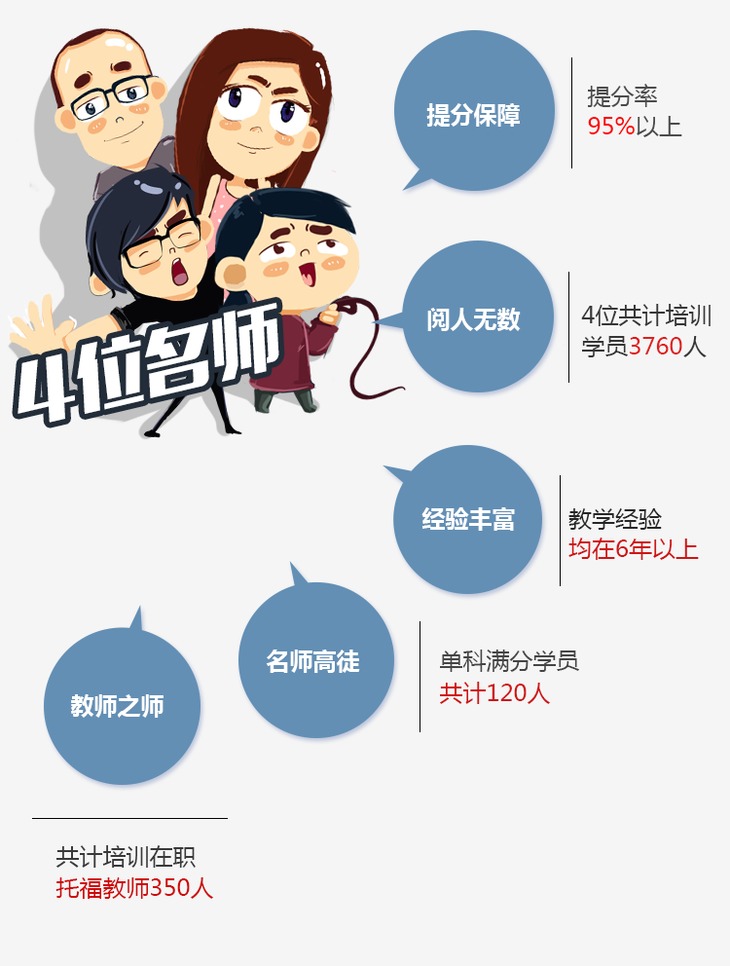 4位名师
提分保障
提分率
95%以上
阅人无数
4位共计培训
学员3760人
经验丰富
教学经验
均在6年以上
名师高徒
单科满分学员
共计120人
教师之师
共计培训在职
托福教师350人